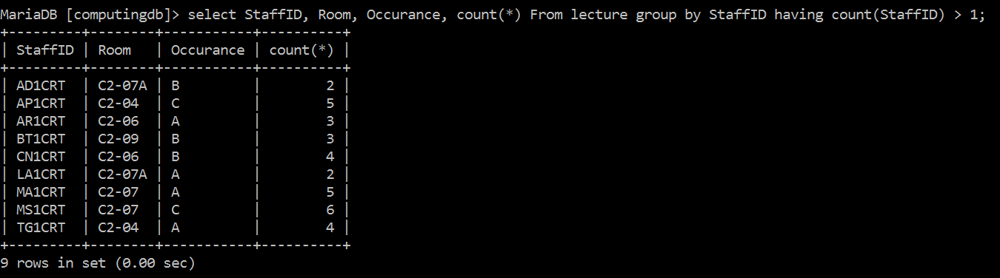 MariaDB [computingdb]> select StaffID, Room, Occurance, count(*) From lecture group by StaffID having count(StaffID) > 1;
+---------+--------+-----------+----------+
| StaffID | Room   | Occurance | count(*) |
+---------+--------+-----------+----------+
| AD1CRT  | C2-07A | B         |        2 |
| AP1CRT  | C2-04  | C         |        5 |
| AR1CRT  | C2-06  | A         |        3 |
| BT1CRT  | C2-09  | B         |        3 |
| CN1CRT  | C2-06  | B         |        4 |
| LA1CRT  | C2-07A | A         |        2 |
| MA1CRT  | C2-07  | A         |        5 |
| MS1CRT  | C2-07  | C         |        6 |
| TG1CRT  | C2-04  | A         |        4 |
+---------+--------+-----------+----------+
9 rows in set (0.00 sec)